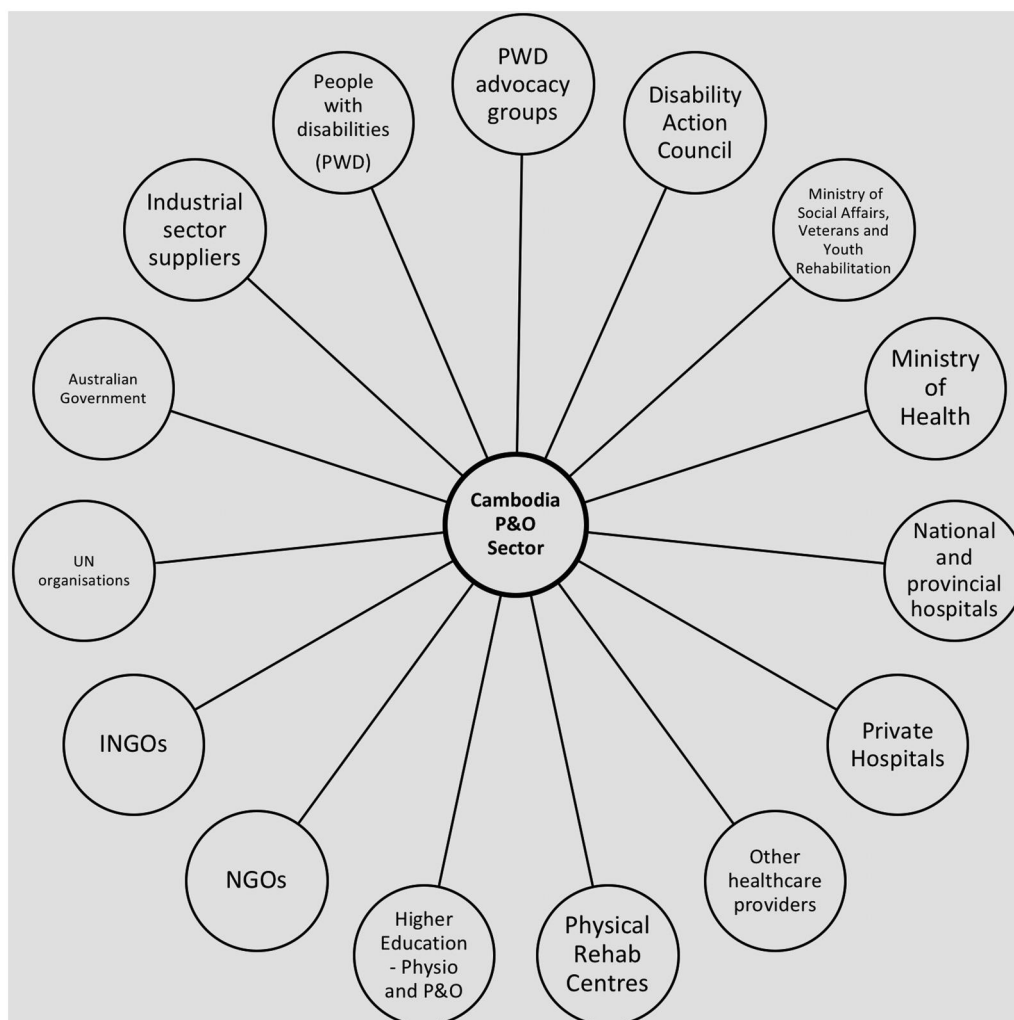 PWD
advocacy
groups
Disability
Action
Council
Ministry of
Social Affairs,
Veterans and
Youth
Rehabilitation
Ministry
of
Health
National
and
provincial
hospitals
Private
Hospitals
Other
healthcare
providers
Physical
Rehab
Centres
Higher
Education
- Physio
and P&O
NGOs
INGOs
UN
organisations
Australian
Government
Industrial
sector
suppliers
People
with
disabilities
(PWD)
Cambodia
P&O
Sector